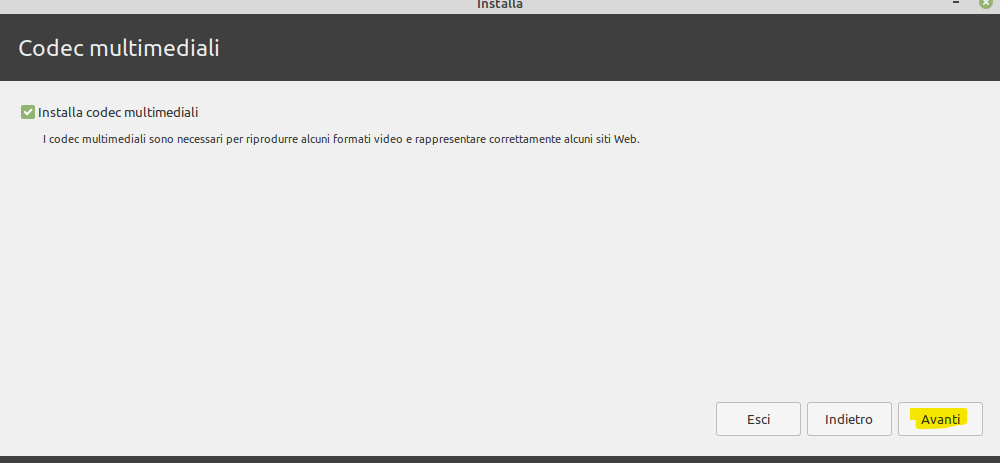 Installa
Codec multimediali
Installa codec multimediali
I codec multimediali sono necessari per riprodurre alcuni formati video e rappresentare correttamente alcuni siti Web.
Esci Indietro Avanti